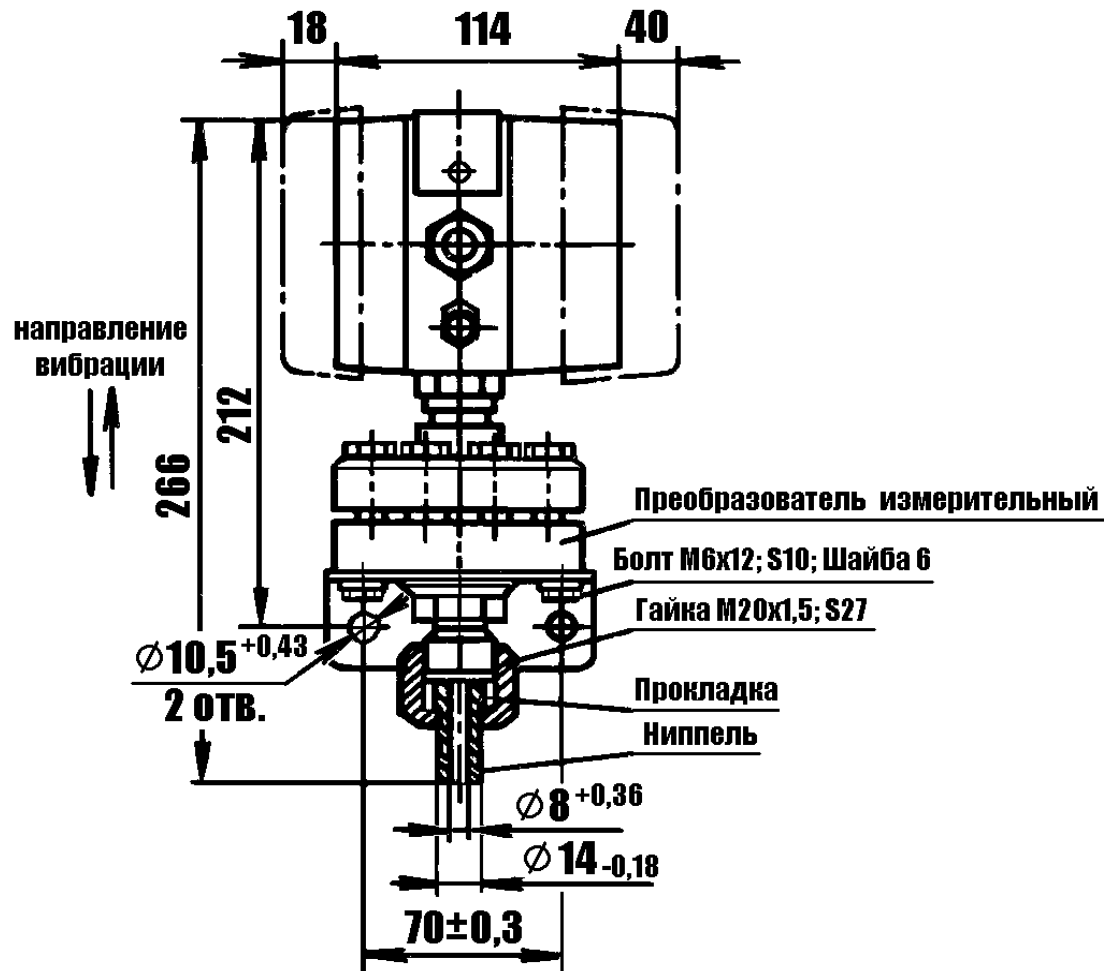 18
114
40
направление
вибрации
212
266
Преобразователь измерительный
Болт М6х12; S10; Шайба 6
Гайка М20х1,5; S27
∅10,5 +0,43
2 отв.
Прокладка
Ниппель
∅8 +0,36
∅14 -0,18
70±0,3